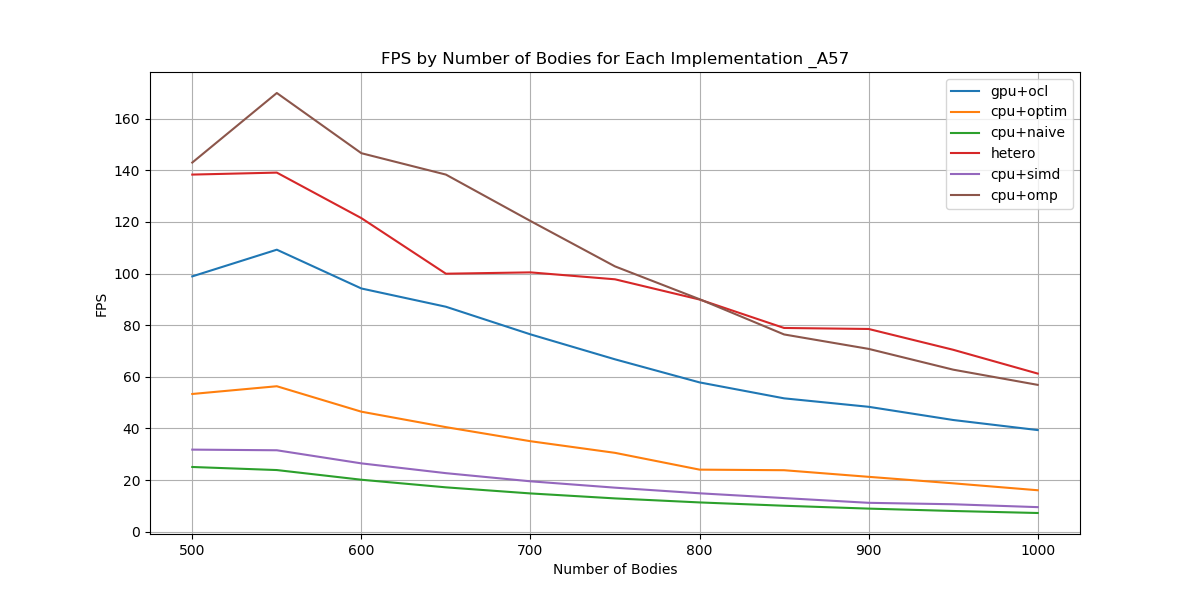 FPS by Number of Bodies for Each Implementation _A57
gpu+ocl
cpu+optim
cpu+naive
hetero
cpu+simd
cpu+omp
FPS
160
140
120
100
80
60
40
20
0
500 600 700 800 900 1000
Number of Bodies